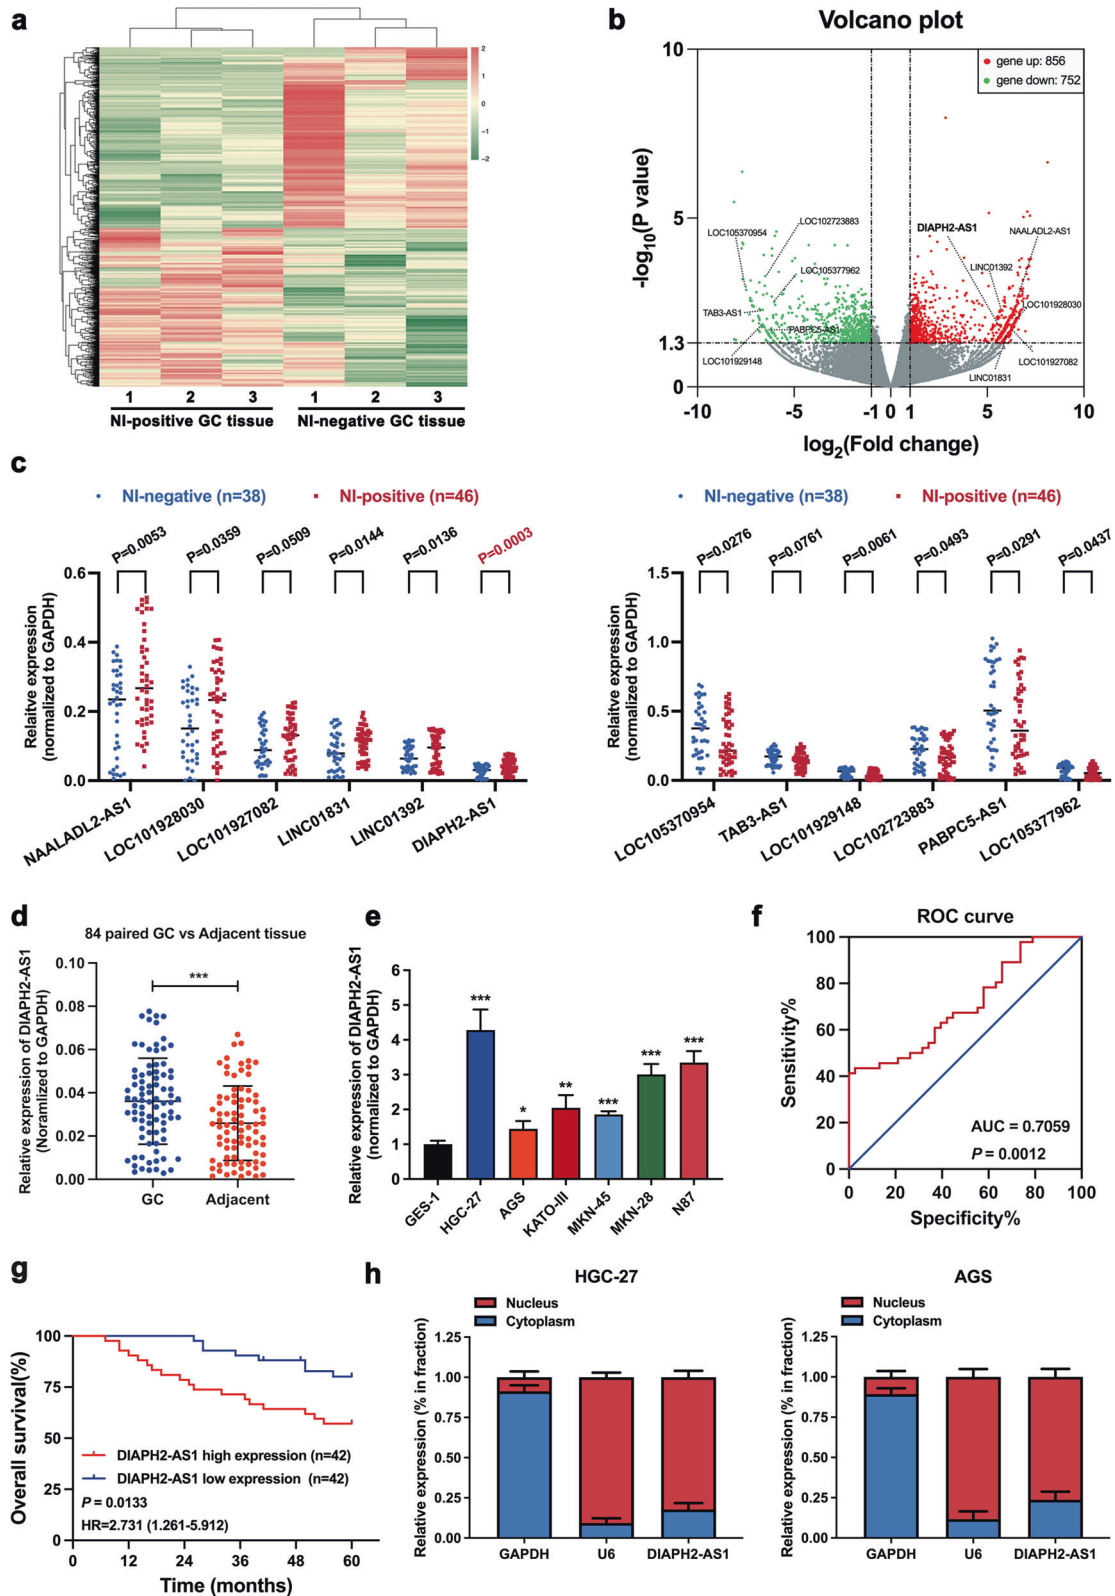 a
2
1
0
−1
−2
1 2 3 1 2 3
NI-positive GC tissue NI-negative GC tissue
b
Volcano plot
gene up: 856
gene down: 752
-log10(P value)
10
5
1.3
0
LOC102723883
LOC105370954
DIAPH2-AS1
NAALADL2-AS1
LINC01392
LOC105377962
LOC101928030
TAB3-AS1
PABPC5-AS1
LOC101929148
LOC101927082
LINC01831
-10 -5 -1 0 1 5 10
log2(Fold change)
c
NI-negative (n=38) NI-positive (n=46)
P=0.0053 P=0.0359 P=0.0509 P=0.0144 P=0.0136 P=0.0003
Relaitve expression
(normalized to GAPDH)
0.6
0.4
0.2
0.0
NAALADL2-AS1 LOC101928030 LOC101927082 LINC01831 LINC01392 DIAPH2-AS1
NI-negative (n=38) NI-positive (n=46)
P=0.0276 P=0.0761 P=0.0061 P=0.0493 P=0.0291 P=0.0437
Relative expression
(normalized to GAPDH)
1.5
1.0
0.5
0.0
LOC105370954 TAB3-AS1 LOC101929148 LOC102723883 PABPC5-AS1 LOC105377962
d
84 paired GC vs Adjacent tissue
Relative expression of DIAPH2-AS1
(Noramlized to GAPDH)
0.10
0.08
0.06
0.04
0.02
0.00
***
GC Adjacent
e
Relative expression of DIAPH2-AS1
(normalized to GAPDH)
6
5
4
3
2
1
0
*** * ** *** *** ***
GES-1 HGC-27 AGS KATO-III MKN-45 MKN-28 N87
f
ROC curve
Sensitivity%
100
80
60
40
20
0
AUC = 0.7059
P = 0.0012
0 20 40 60 80 100
Specificity%
g
Overall survival(%)
100
75
50
25
0
DIAPH2-AS1 high expression (n=42)
DIAPH2-AS1 low expression (n=42)
P = 0.0133
HR=2.731 (1.261-5.912)
0 12 24 36 48 60
Time (months)
h
HGC-27
Nucleus
Cytoplasm
Relative expression (% in fraction)
1.25
1.00
0.75
0.50
0.25
0.00
GAPDH U6 DIAPH2-AS1
AGS
Nucleus
Cytoplasm
Relative expression (% in fraction)
1.25
1.00
0.75
0.50
0.25
0.00
GAPDH U6 DIAPH2-AS1